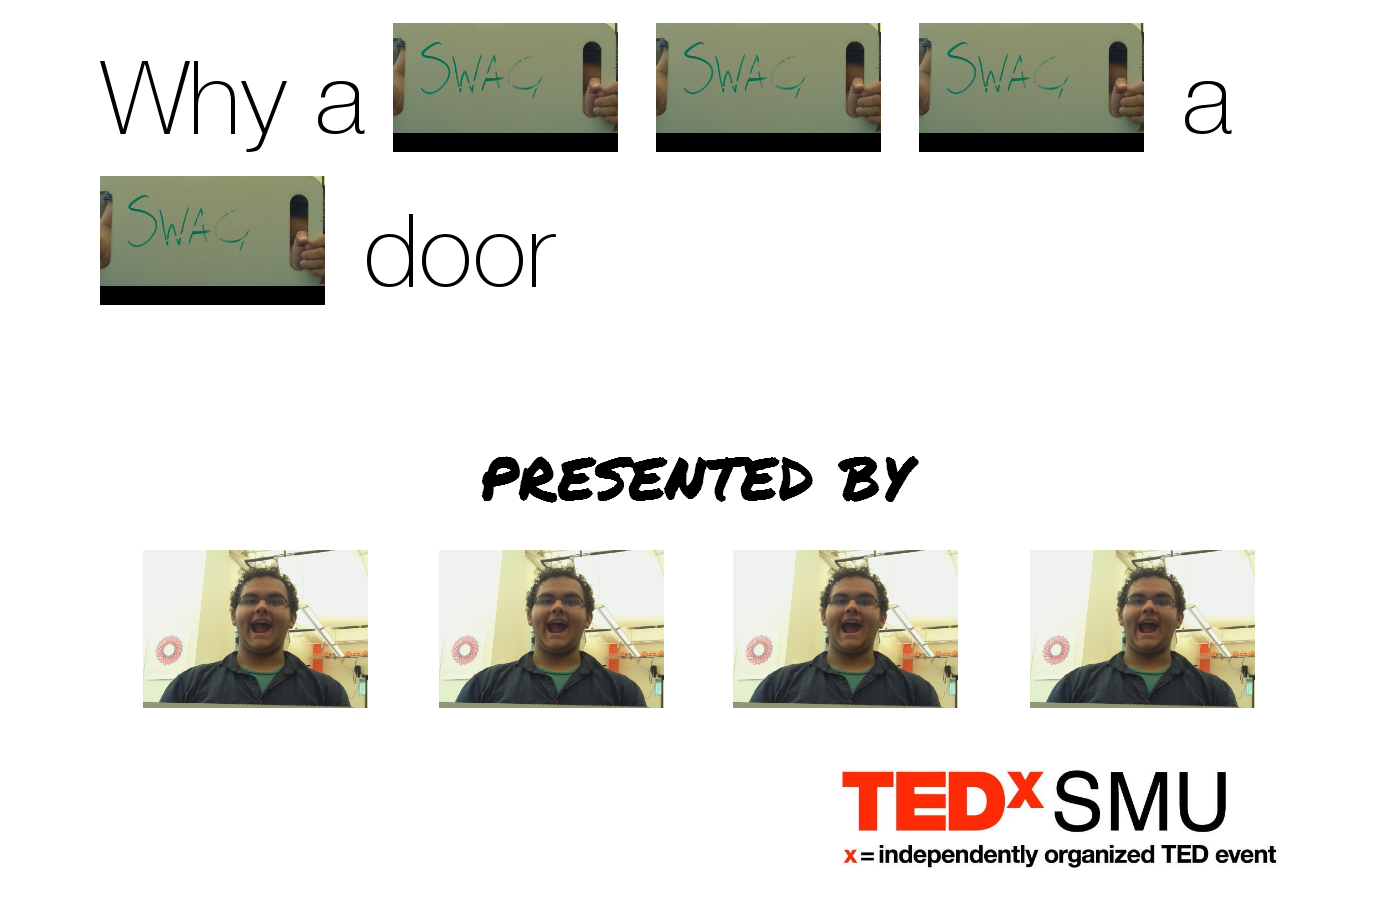 Why a SWAG SWAG SWAG a
SWAG door
PRESENTED BY
TEDx SMU
x = independently organized TED event